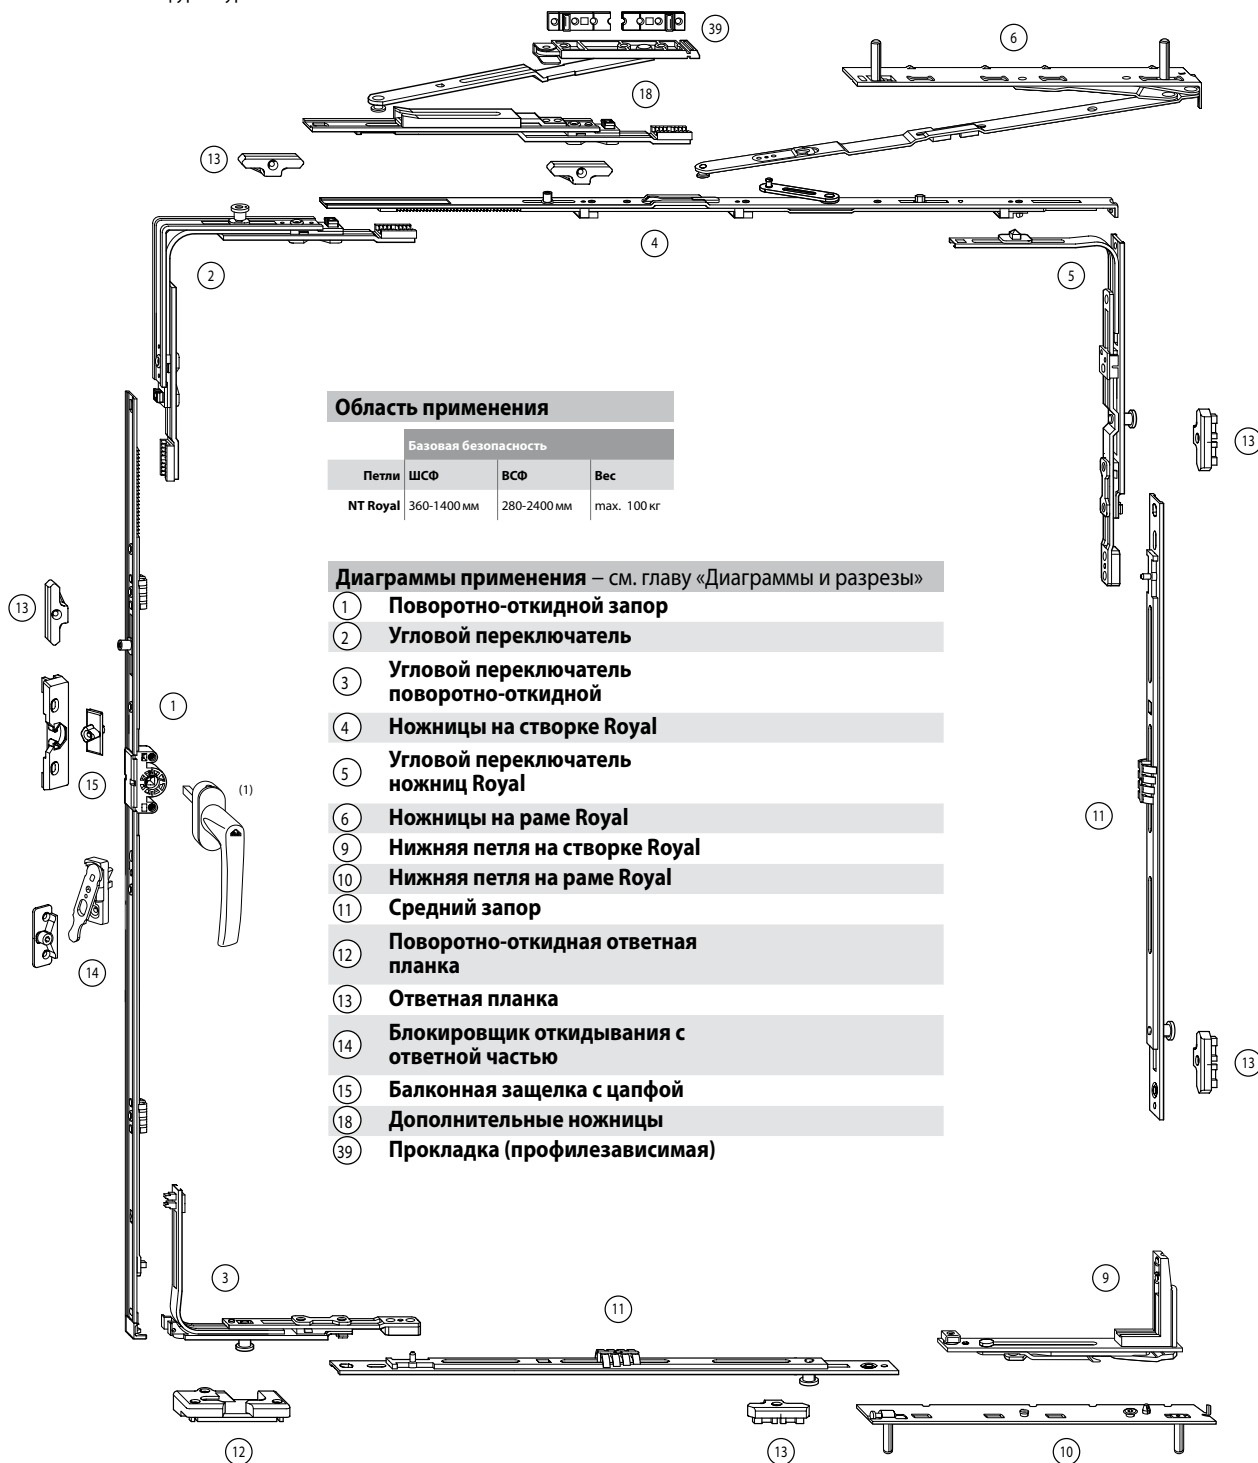 39
6
18
13
4
2
5
Область применения
Базовая безопасность
Петли ШСФ ВСФ Вес
NT Royal 360-1400 мм 280-2400 мм max. 100 кг
13
13
1
15
(1)
11
14
13
Диаграммы применения – см. главу «Диаграммы и разрезы»
1 Поворотно-откидной запор
2 Угловой переключатель
3 Угловой переключатель
поворотно-откидной
4 Ножницы на створке Royal
5 Угловой переключатель
ножниц Royal
6 Ножницы на раме Royal
9 Нижняя петля на створке Royal
10 Нижняя петля на раме Royal
11 Средний запор
12 Поворотно-откидная ответная
планка
13 Ответная планка
14 Блокировщик откидывания с
ответной частью
15 Балконная защелка с цапфой
18 Дополнительные ножницы
39 Прокладка (профилезависимая)
3
11
9
12
13
10